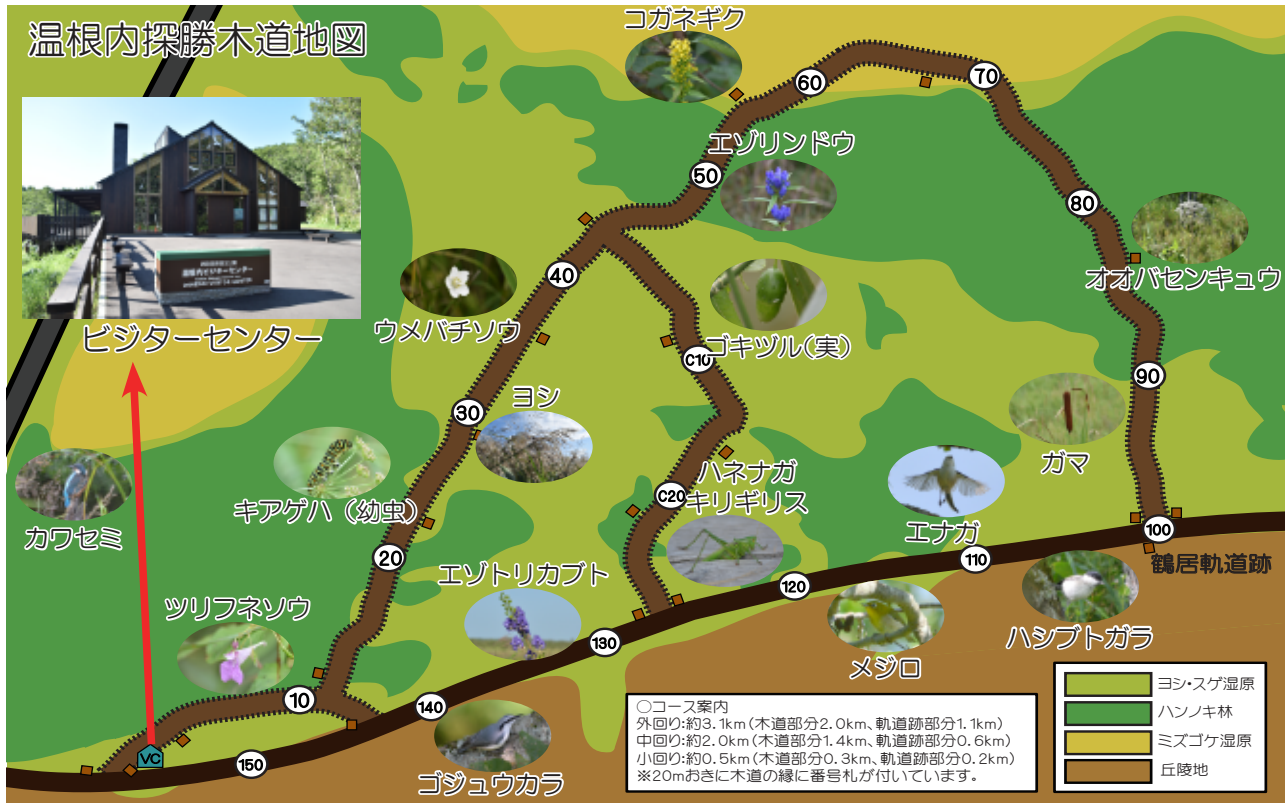 温根内探勝木道地図
コガネギク
60
70
エゾリンドウ
50
80
温根内ビジターセンター
40
ウメバチソウ
オオバセンキュウ
ビジターセンター
C10
ゴキヅル(実)
90
30
ヨシ
ガマ
ハネナガ
キリギリス
C20
キアゲハ（幼虫）
カワセミ
エナガ
20
100
鶴居軌道跡
110
エゾトリカブト
120
ツリフネソウ
ハシブトガラ
130
メジロ
10
140
VC
150
ゴジュウカラ
○コース案内
外回り:約3.1km(木道部分2.0km、軌道跡部分1.1km)
中回り:約2.0km(木道部分1.4km、軌道跡部分0.6km)
小回り:約0.5km(木道部分0.3km、軌道跡部分0.2km)
※20mおきに木道の縁に番号札が付いています。
ヨシ・スゲ湿原
ハンノキ林
ミズゴケ湿原
丘陵地